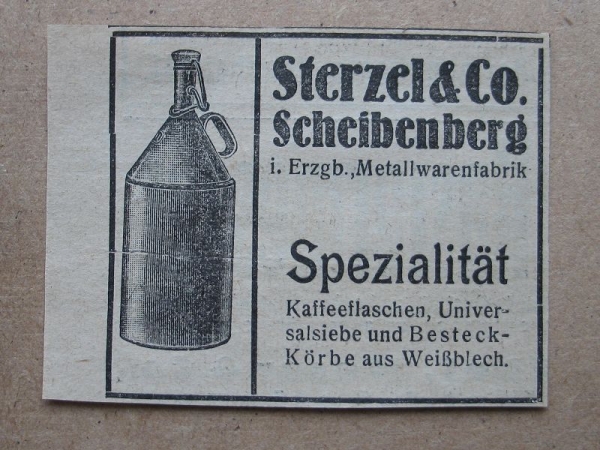 Sterzel & Co.
Scheibenberg
i. Erzgb., Metallwarenfabrik
Spezialität
Kaffeeflaschen, Univer-
salsiebe und Besteck-
Körbe aus Weißblech.